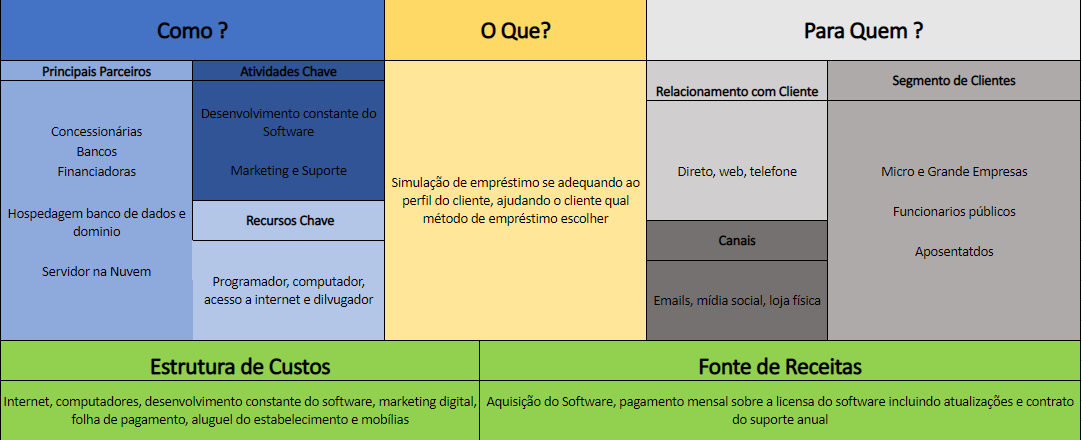 Como ?
O Que?
Para Quem ?
Principais Parceiros
Concessionárias
Bancos
Financiadoras
Hospedagem banco de dados e
dominio
Servidor na Nuvem
Atividades Chave
Desenvolvimento constante do
Software
Marketing e Suporte
Recursos Chave
Programador, computador,
acesso a internet e dilvugador
Simulação de empréstimo se adequando ao
perfil do cliente, ajudando o cliente qual
método de empréstimo escolher
Relacionamento com Cliente
Direto, web, telefone
Canais
Emails, mídia social, loja física
Segmento de Clientes
Micro e Grande Empresas
Funcionarios públicos
Aposentatdos
Estrutura de Custos
Internet, computadores, desenvolvimento constante do software, marketing digital,
folha de pagamento, aluguel do estabelecimento e mobílias
Fonte de Receitas
Aquisição do Software, pagamento mensal sobre a licensa do software incluindo atualizações e contrato
do suporte anual